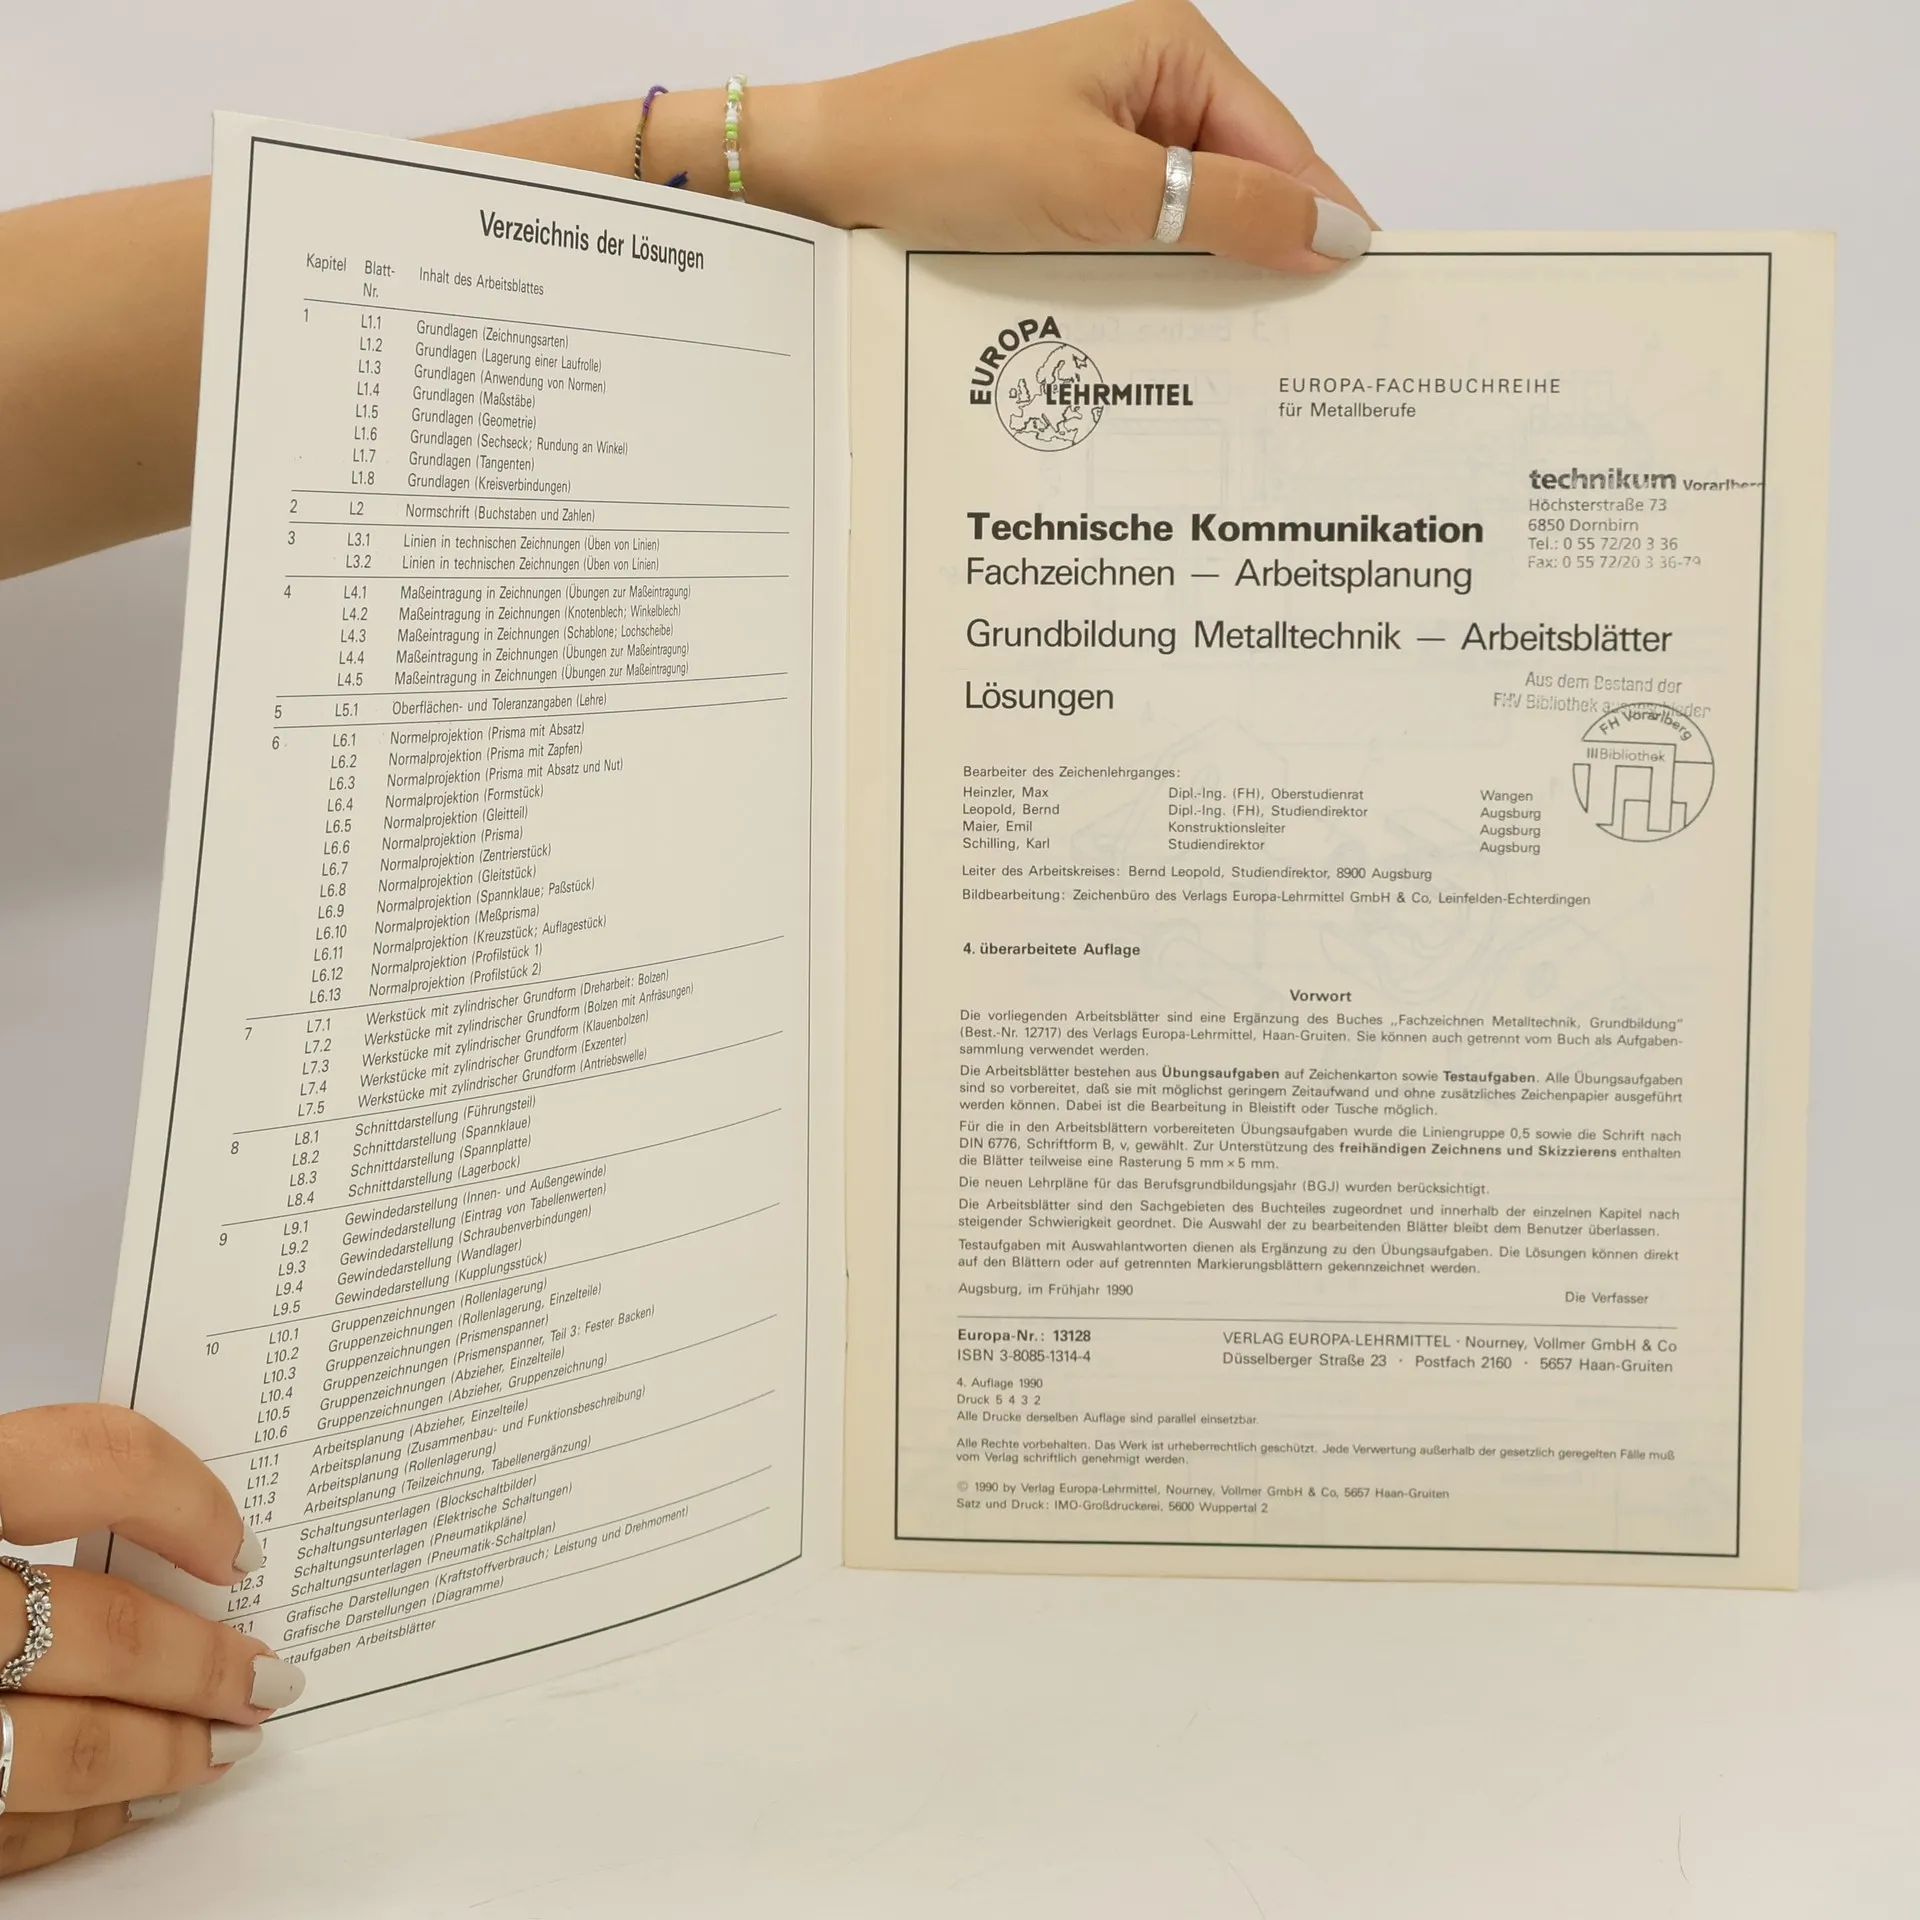 Verzeichnis der Lösungen
Kapitel Blatt-Nr. Inhalt des Arbeitsblattes
1 L1.1 Grundlagen (Zeichnungsarten)
L1.2 Grundlagen (Lagerung einer Laufrolle)
L1.3 Grundlagen (Anwendung von Normen)
L1.4 Grundlagen (Maßstäbe)
L1.5 Grundlagen (Geometrie)
L1.6 Grundlagen (Sechseck; Rundung an Winkel)
L1.7 Grundlagen (Tangenten)
L1.8 Grundlagen (Kreisverbindungen)
2 L2 Normschrift (Buchstaben und Zahlen)
3 L3.1 Linien in technischen Zeichnungen (Üben von Linien)
L3.2 Linien in technischen Zeichnungen (Üben von Linien)
4 L4.1 Maßeintragung in Zeichnungen (Übungen zur Maßeintragung)
L4.2 Maßeintragung in Zeichnungen (Knotenblech; Winkelblech)
L4.3 Maßeintragung in Zeichnungen (Schablone; Lochscheibe)
L4.4 Maßeintragung in Zeichnungen (Übungen zur Maßeintragung)
L4.5 Maßeintragung in Zeichnungen (Übungen zur Maßeintragung)
5 L5.1 Oberflächen- und Toleranzangaben (Lehre)
6 L6.1 Normelprojektion (Prisma mit Absatz)
L6.2 Normalprojektion (Prisma mit Zapfen)
L6.3 Normalprojektion (Prisma mit Absatz und Nut)
L6.4 Normalprojektion (Formstück)
L6.5 Normalprojektion (Gleitteil)
L6.6 Normalprojektion (Prisma)
L6.7 Normalprojektion (Zentrierstück)
L6.8 Normalprojektion (Gleitstück)
L6.9 Normalprojektion (Spannklaue; Paßstück)
L6.10 Normalprojektion (Meßprisma)
L6.11 Normalprojektion (Kreuzstück; Auflagestück)
L6.12 Normalprojektion (Profilstück 1)
L6.13 Normalprojektion (Profilstück 2)
7 L7.1 Werkstück mit zylindrischer Grundform (Dreharbeit: Bolzen)
L7.2 Werkstücke mit zylindrischer Grundform (Bolzen mit Anfräsungen)
L7.3 Werkstücke mit zylindrischer Grundform (Klauenbolzen)
L7.4 Werkstücke mit zylindrischer Grundform (Exzenter)
L7.5 Werkstücke mit zylindrischer Grundform (Antriebswelle)
8 L8.1 Schnittdarstellung (Führungsteil)
L8.2 Schnittdarstellung (Spannklaue)
L8.3 Schnittdarstellung (Spannplatte)
L8.4 Schnittdarstellung (Lagerbock)
9 L9.1 Gewindedarstellung (Innen- und Außengewinde)
L9.2 Gewindedarstellung (Eintrag von Tabellenwerten)
L9.3 Gewindedarstellung (Schraubenverbindungen)
L9.4 Gewindedarstellung (Wandlager)
L9.5 Gewindedarstellung (Kupplungsstück)
10 L10.1 Gruppenzeichnungen (Rollenlagerung)
L10.2 Gruppenzeichnungen (Rollenlagerung, Einzelteile)
L10.3 Gruppenzeichnungen (Prismenspanner)
L10.4 Gruppenzeichnungen (Prismenspanner, Teil 3: Fester Backen)
L10.5 Gruppenzeichnungen (Abzieher, Einzelteile)
L10.6 Gruppenzeichnungen (Abzieher, Gruppenzeichnung)
L11.1 Arbeitsplanung (Abzieher, Einzelteile)
L11.2 Arbeitsplanung (Zusammenbau- und Funktionsbeschreibung)
L11.3 Arbeitsplanung (Rollenlagerung)
11.4 Arbeitsplanung (Teilzeichnung, Tabellenergänzung)
1 Schaltungsunterlagen (Blockschaltbilder)
2 Schaltungsunterlagen (Elektrische Schaltungen)
L12.3 Schaltungsunterlagen (Pneumatikpläne)
L12.4 Schaltungsunterlagen (Pneumatik-Schaltplan)
3.1 Grafische Darstellungen (Kraftstoffverbrauch; Leistung und Drehmoment)
Grafische Darstellungen (Diagramme)
staufgaben Arbeitsblätter
EUROPA
LEHRMITTEL
EUROPA-FACHBUCHREIHE
für Metallberufe
technikum Vorarlberg
Höchsterstraße 73
6850 Dornbirn
Tel.: 0 55 72/20 3 36
Fax: 0 55 72/20 3 36-79
Technische Kommunikation
Fachzeichnen — Arbeitsplanung
Grundbildung Metalltechnik — Arbeitsblätter
Lösungen
Aus dem Bestand der
FHV Bibliothek
FH Vorarlberg
Bibliothek
Bearbeiter des Zeichenlehrganges:
Heinzler, Max Dipl.-Ing. (FH), Oberstudienrat Wangen
Leopold, Bernd Dipl.-Ing. (FH), Studiendirektor Augsburg
Maier, Emil Konstruktionsleiter Augsburg
Schilling, Karl Studiendirektor Augsburg
Leiter des Arbeitskreises: Bernd Leopold, Studiendirektor, 8900 Augsburg
Bildbearbeitung: Zeichenbüro des Verlags Europa-Lehrmittel GmbH & Co, Leinfelden-Echterdingen
4. überarbeitete Auflage
Vorwort
Die vorliegenden Arbeitsblätter sind eine Ergänzung des Buches „Fachzeichnen Metalltechnik, Grundbildung"
(Best.-Nr. 12717) des Verlags Europa-Lehrmittel, Haan-Gruiten. Sie können auch getrennt vom Buch als Aufgaben-
sammlung verwendet werden.
Die Arbeitsblätter bestehen aus Übungsaufgaben auf Zeichenkarton sowie Testaufgaben. Alle Übungsaufgaben
sind so vorbereitet, daß sie mit möglichst geringem Zeitaufwand und ohne zusätzliches Zeichenpapier ausgeführt
werden können. Dabei ist die Bearbeitung in Bleistift oder Tusche möglich.
Für die in den Arbeitsblättern vorbereiteten Übungsaufgaben wurde die Liniengruppe 0,5 sowie die Schrift nach
DIN 6776, Schriftform B, v, gewählt. Zur Unterstützung des freihändigen Zeichnens und Skizzierens enthalten
die Blätter teilweise eine Rasterung 5 mm × 5 mm.
Die neuen Lehrpläne für das Berufsgrundbildungsjahr (BGJ) wurden berücksichtigt.
Die Arbeitsblätter sind den Sachgebieten des Buchteiles zugeordnet und innerhalb der einzelnen Kapitel nach
steigender Schwierigkeit geordnet. Die Auswahl der zu bearbeitenden Blätter bleibt dem Benutzer überlassen.
Testaufgaben mit Auswahlantworten dienen als Ergänzung zu den Übungsaufgaben. Die Lösungen können direkt
auf den Blättern oder auf getrennten Markierungsblättern gekennzeichnet werden.
Augsburg, im Frühjahr 1990
Die Verfasser
Europa-Nr.: 13128
ISBN 3-8085-1314-4
VERLAG EUROPA-LEHRMITTEL · Nourney, Vollmer GmbH & Co
Düsselberger Straße 23 · Postfach 2160 · 5657 Haan-Gruiten
4. Auflage 1990
Druck 5 4 3 2
Alle Drucke derselben Auflage sind parallel einsetzbar.
Alle Rechte vorbehalten. Das Werk ist urheberrechtlich geschützt. Jede Verwertung außerhalb der gesetzlich geregelten Fälle muß
vom Verlag schriftlich genehmigt werden.
© 1990 by Verlag Europa-Lehrmittel, Nourney, Vollmer GmbH & Co, 5657 Haan-Gruiten
Satz und Druck: IMO-Großdruckerei, 5600 Wuppertal 2